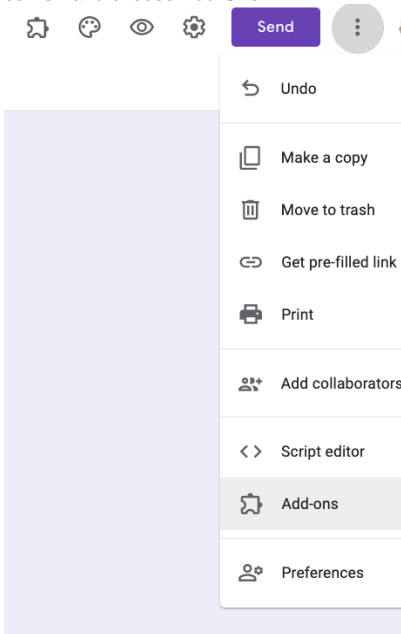 Send
Undo
Make a copy
Move to trash
Get pre-filled link
Print
Add collaborators
Script editor
Add-ons
Preferences